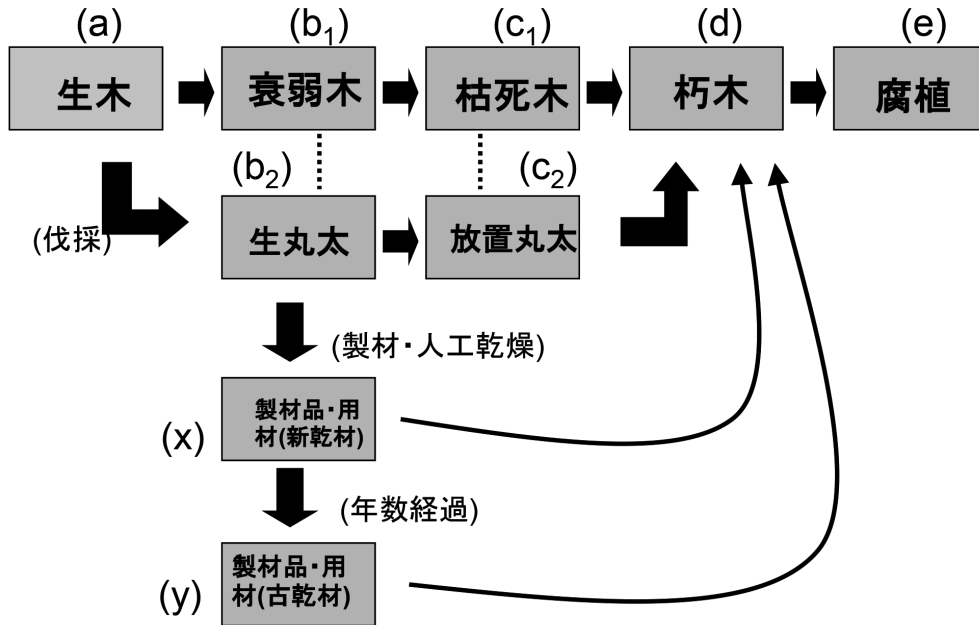 (a)
(b1)
(c1)
(d)
(e)
生木
衰弱木
枯死木
朽木
腐植
(b2)
(c2)
(伐採)
生丸太
放置丸太
(製材・人工乾燥)
(x)
製材品・用
材(新乾材)
(年数経過)
(y)
製材品・用
材(古乾材)